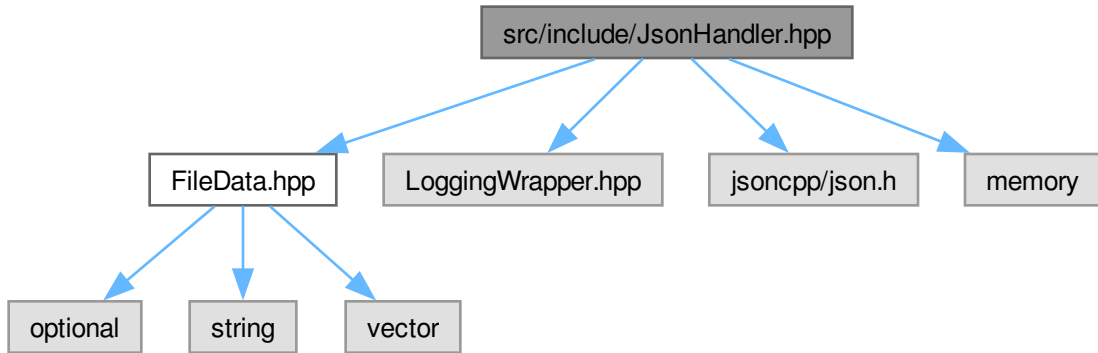 src/include/JsonHandler.hpp
FileData.hpp
LoggingWrapper.hpp
jsoncpp/json.h
memory
optional
string
vector